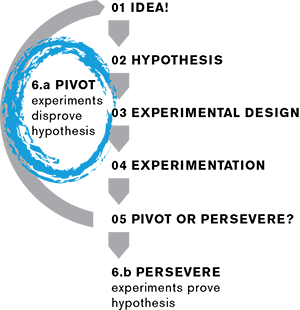 01 IDEA!
02 HYPOTHESIS
6.a PIVOT
experiments
disprove
hypothesis
03 EXPERIMENTAL DESIGN
04 EXPERIMENTATION
05 PIVOT OR PERSEVERE?
6.b PERSEVERE
experiments prove
hypothesis